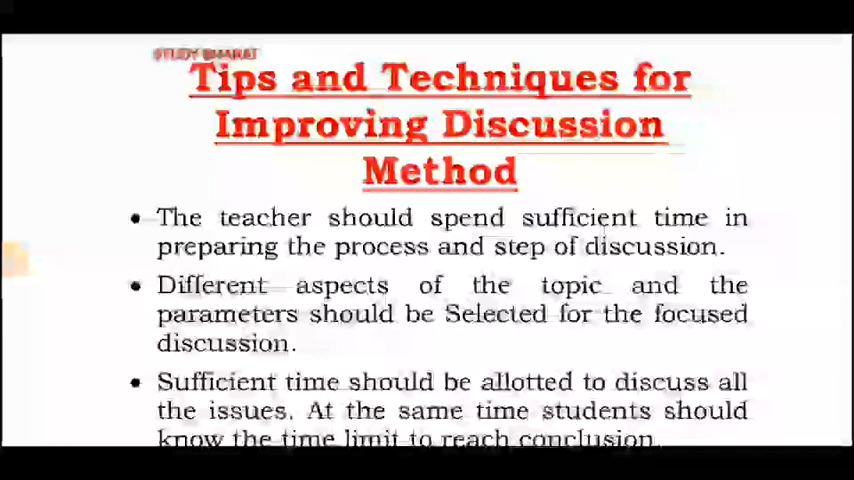 STUDY BHARAT
Tips and Techniques for
Improving Discussion
Method
• The teacher should spend sufficient time in
preparing the process and step of discussion.
• Different aspects of the topic and the
parameters should be Selected for the focused
discussion.
• Sufficient time should be allotted to discuss all
the issues. At the same time students should
know the time limit to reach conclusion.